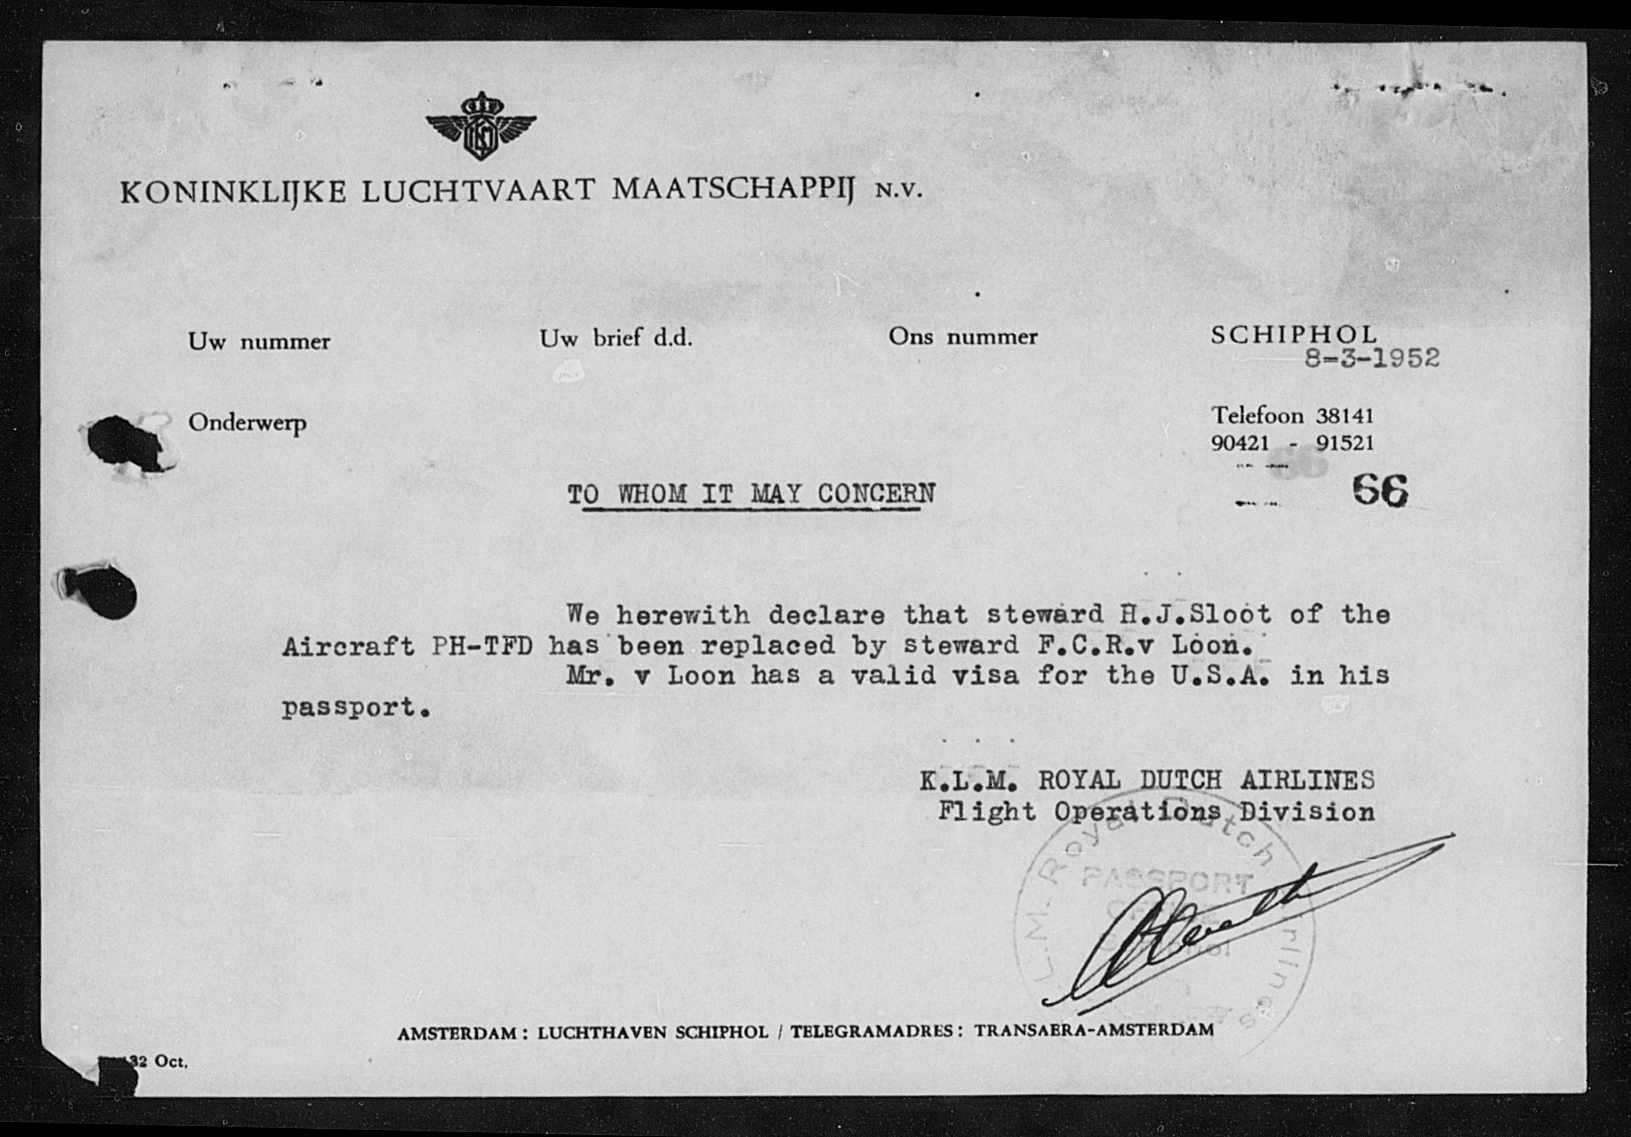 KONINKLIJKE LUCHTVAART MAATSCHAPPIJ N.V.
Uw nummer Uw brief d.d. Ons nummer SCHIPHOL
8-3-1952
Onderwerp Telefoon 38141
90421 - 91521
66
TO WHOM IT MAY CONCERN
We herewith declare that steward H.J.Sloot of the
Aircraft PH-TFD has been replaced by steward F.C.R.v Loon.
Mr. v Loon has a valid visa for the U.S.A. in his
passport.
K.L.M. ROYAL DUTCH AIRLINES
Flight Operations Division
L.M. Royal Dutch Airlines
PASSPORT
AMSTERDAM: LUCHTHAVEN SCHIPHOL / TELEGRAMADRES: TRANSAERA-AMSTERDAM
32 Oct.